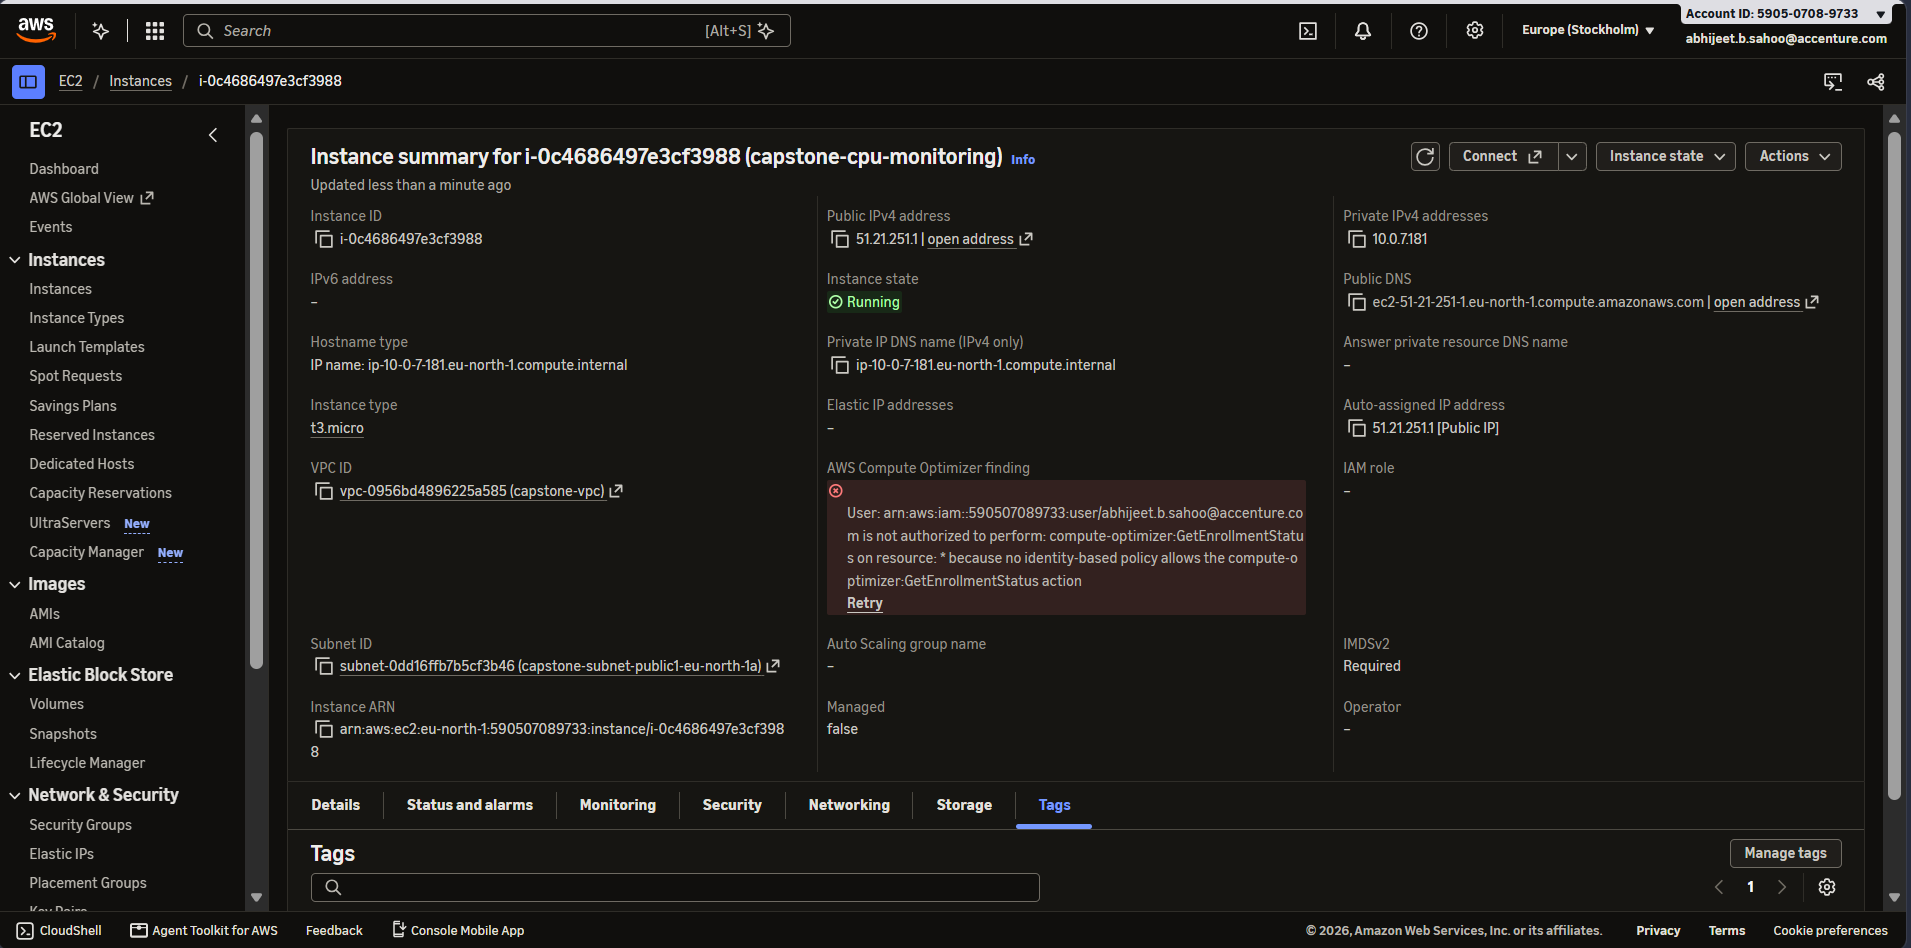 aws
Search
[Alt+S]
Europe (Stockholm)
Account ID: 5905-0708-9733
abhijeet.b.sahoo@accenture.com
EC2 / Instances / i-0c4686497e3cf3988
EC2
Dashboard
AWS Global View
Events
Instances
Instances
Instance Types
Launch Templates
Spot Requests
Savings Plans
Reserved Instances
Dedicated Hosts
Capacity Reservations
UltraServers New
Capacity Manager New
Images
AMIs
AMI Catalog
Elastic Block Store
Volumes
Snapshots
Lifecycle Manager
Network & Security
Security Groups
Elastic IPs
Placement Groups
Key Pairs
Instance summary for i-0c4686497e3cf3988 (capstone-cpu-monitoring) Info
Updated less than a minute ago
Connect
Instance state
Actions
Instance ID
i-0c4686497e3cf3988
Public IPv4 address
51.21.251.1 | open address
Private IPv4 addresses
10.0.7.181
IPv6 address
–
Instance state
Running
Public DNS
ec2-51-21-251-1.eu-north-1.compute.amazonaws.com | open address
Hostname type
IP name: ip-10-0-7-181.eu-north-1.compute.internal
Private IP DNS name (IPv4 only)
ip-10-0-7-181.eu-north-1.compute.internal
Answer private resource DNS name
–
Instance type
t3.micro
Elastic IP addresses
–
Auto-assigned IP address
51.21.251.1 [Public IP]
VPC ID
vpc-0956bd4896225a585 (capstone-vpc)
AWS Compute Optimizer finding
User: arn:aws:iam::590507089733:user/abhijeet.b.sahoo@accenture.co
m is not authorized to perform: compute-optimizer:GetEnrollmentStatu
s on resource: * because no identity-based policy allows the compute-o
ptimizer:GetEnrollmentStatus action
Retry
IAM role
–
Subnet ID
subnet-0dd16ffb7b5cf3b46 (capstone-subnet-public1-eu-north-1a)
Auto Scaling group name
–
IMDSv2
Required
Instance ARN
arn:aws:ec2:eu-north-1:590507089733:instance/i-0c4686497e3cf398
8
Managed
false
Operator
–
Details
Status and alarms
Monitoring
Security
Networking
Storage
Tags
Tags
Manage tags
1
CloudShell
Agent Toolkit for AWS
Feedback
Console Mobile App
© 2026, Amazon Web Services, Inc. or its affiliates.
Privacy
Terms
Cookie preferences